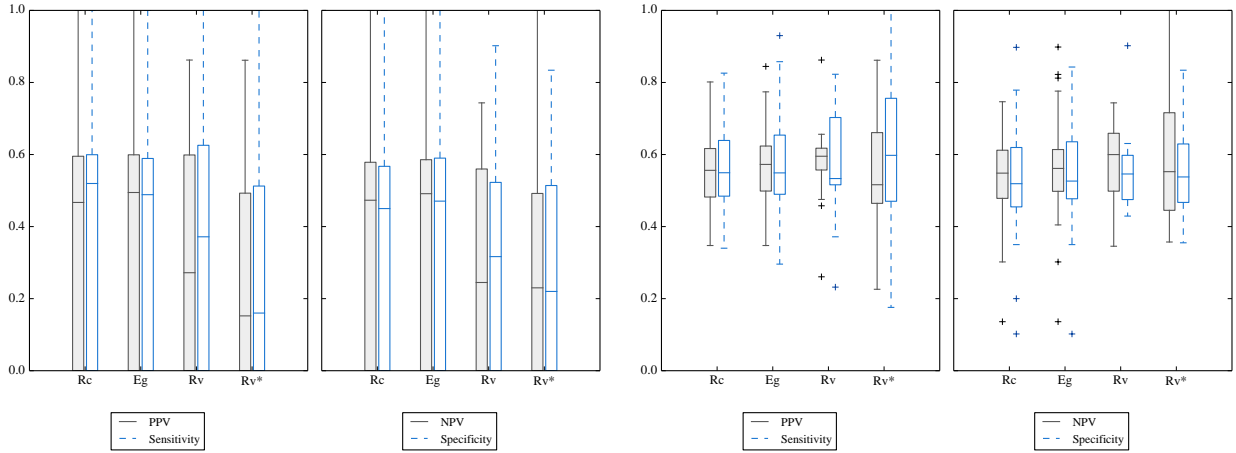 1.0
0.8
0.6
0.4
0.2
0.0
Rc Eg Rv Rv*
Rc Eg Rv Rv*
PPV
Sensitivity
NPV
Specificity
1.0
0.8
0.6
0.4
0.2
0.0
Rc Eg Rv Rv*
Rc Eg Rv Rv*
PPV
Sensitivity
NPV
Specificity